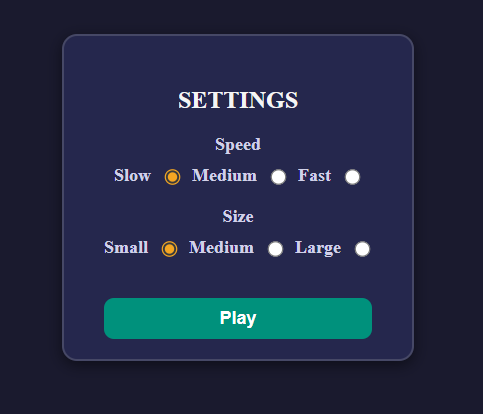 SETTINGS
Speed
Slow Medium Fast
Size
Small Medium Large
Play